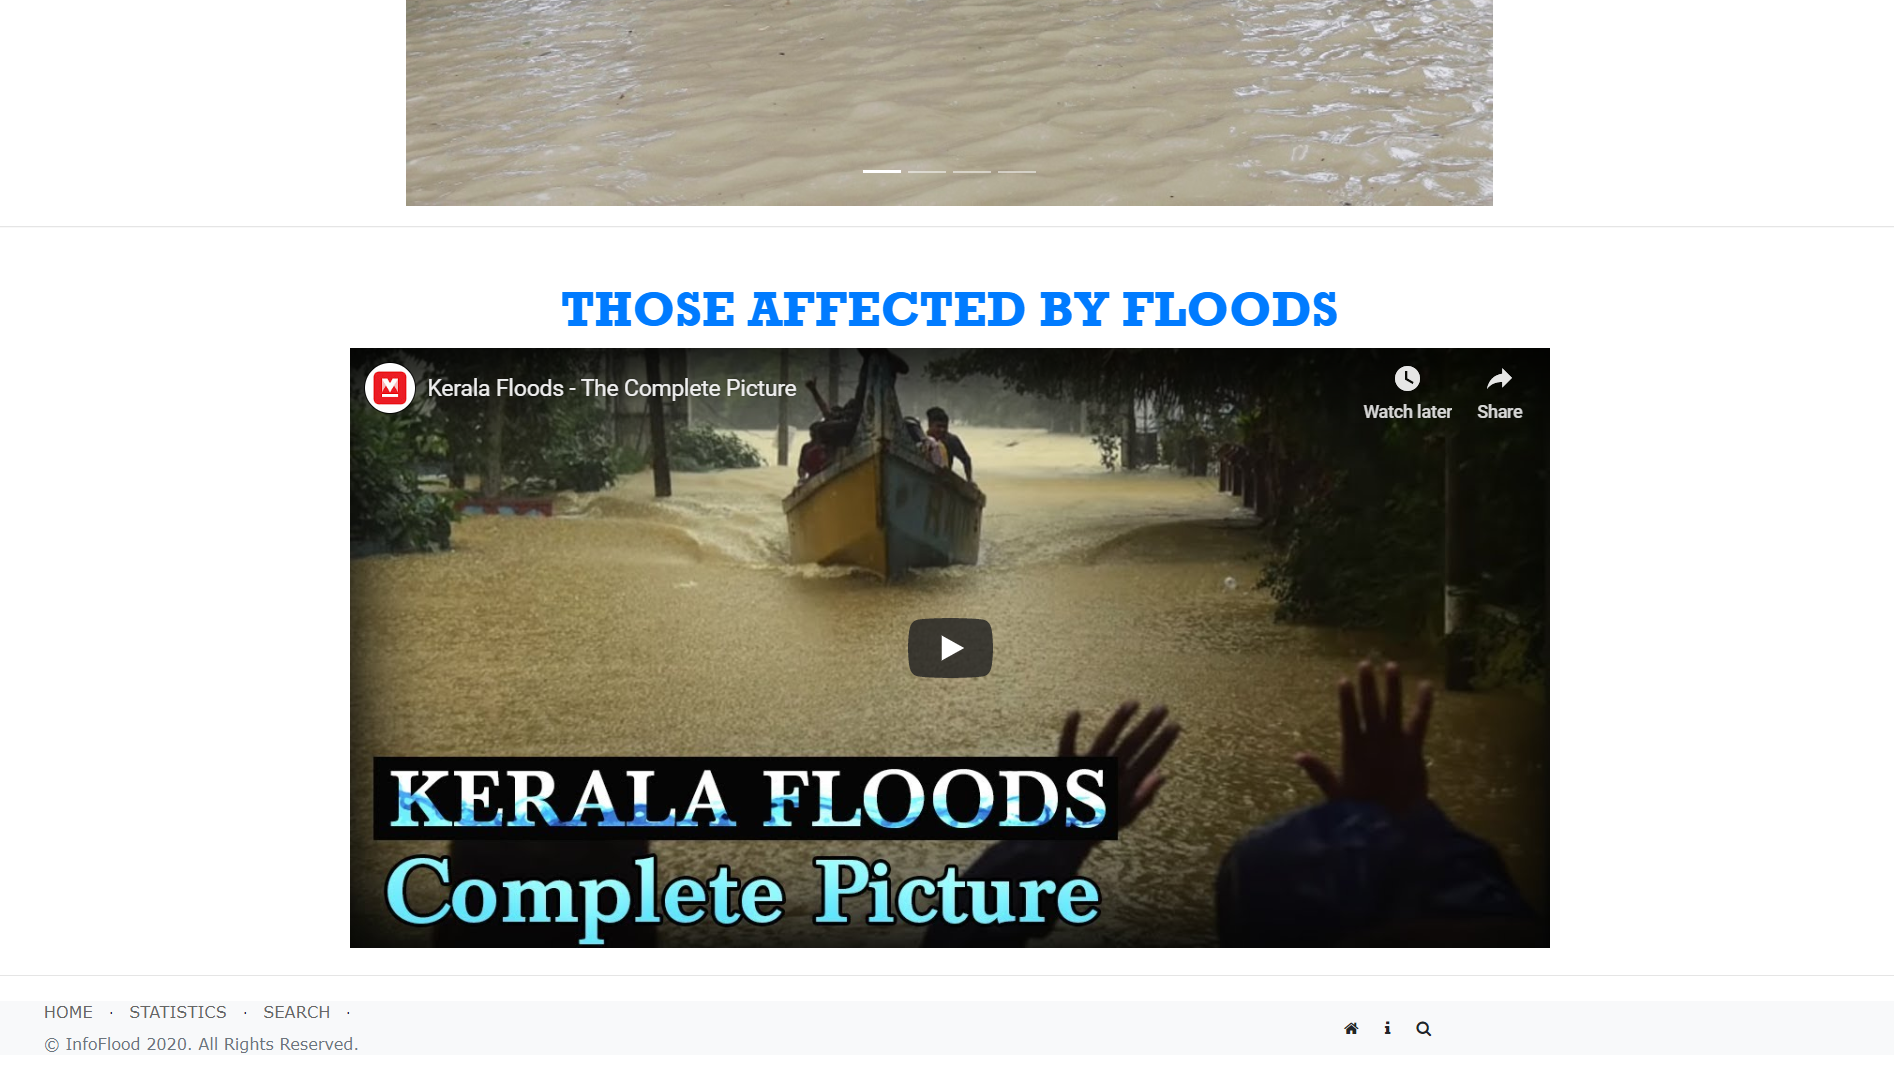 THOSE AFFECTED BY FLOODS
Kerala Floods - The Complete Picture
Watch later
Share
KERALA FLOODS
Complete Picture
HOME · STATISTICS · SEARCH ·
© InfoFlood 2020. All Rights Reserved.